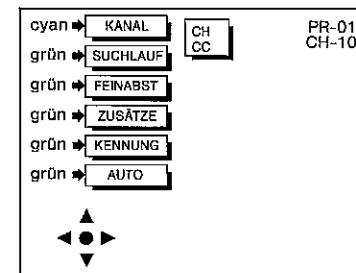 cyan KANAL CH PR-01
grün SUCHLAUF CC CH-10
grün FEINABST
grün ZUSÄTZE
grün KENNUNG
grün AUTO